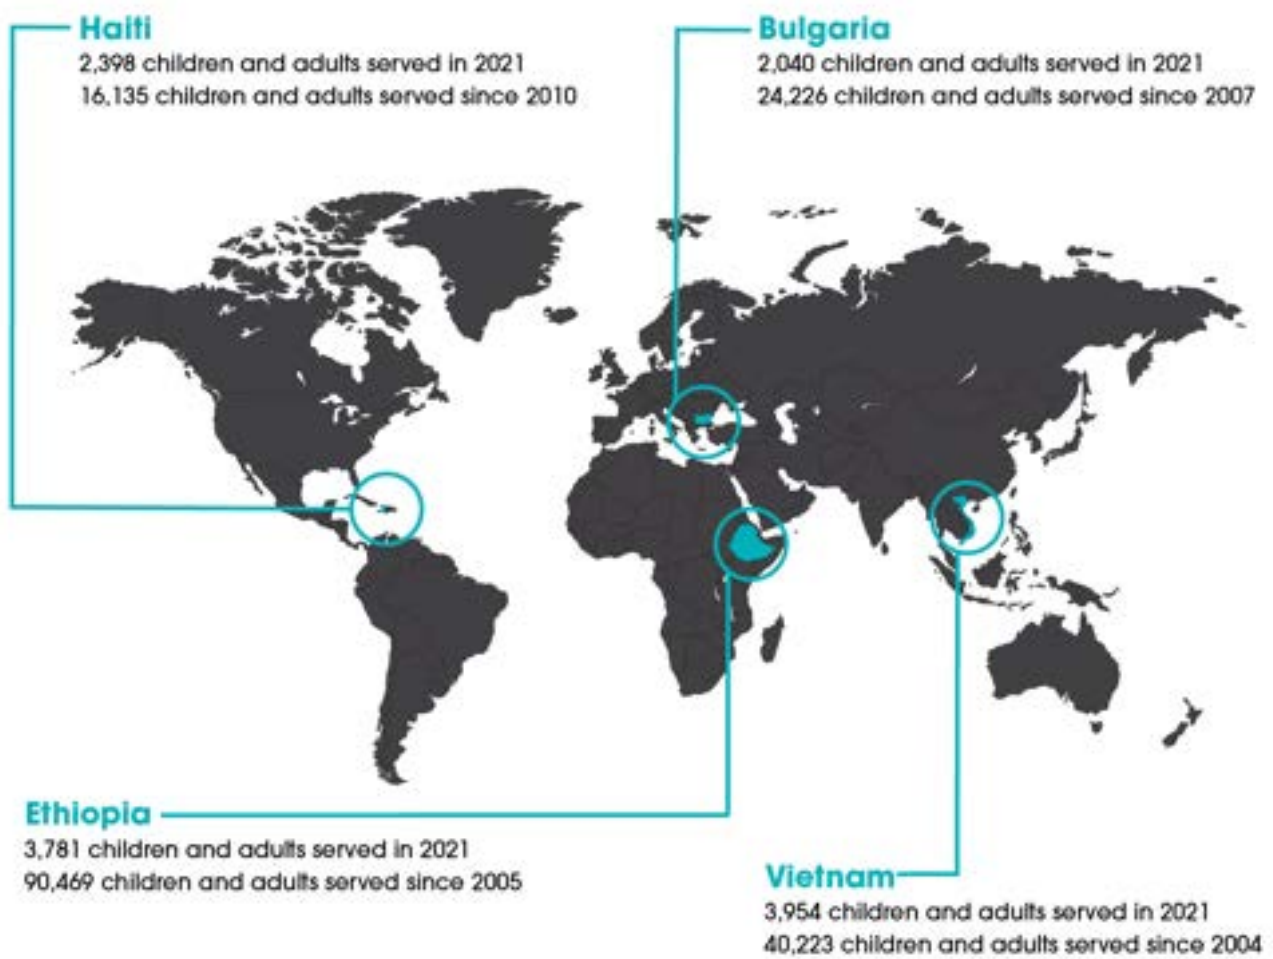 Haiti
2,398 children and adults served in 2021
16,135 children and adults served since 2010
Bulgaria
2,040 children and adults served in 2021
24,226 children and adults served since 2007
Ethiopia
3,781 children and adults served in 2021
90,469 children and adults served since 2005
Vietnam
3,954 children and adults served in 2021
40,223 children and adults served since 2004